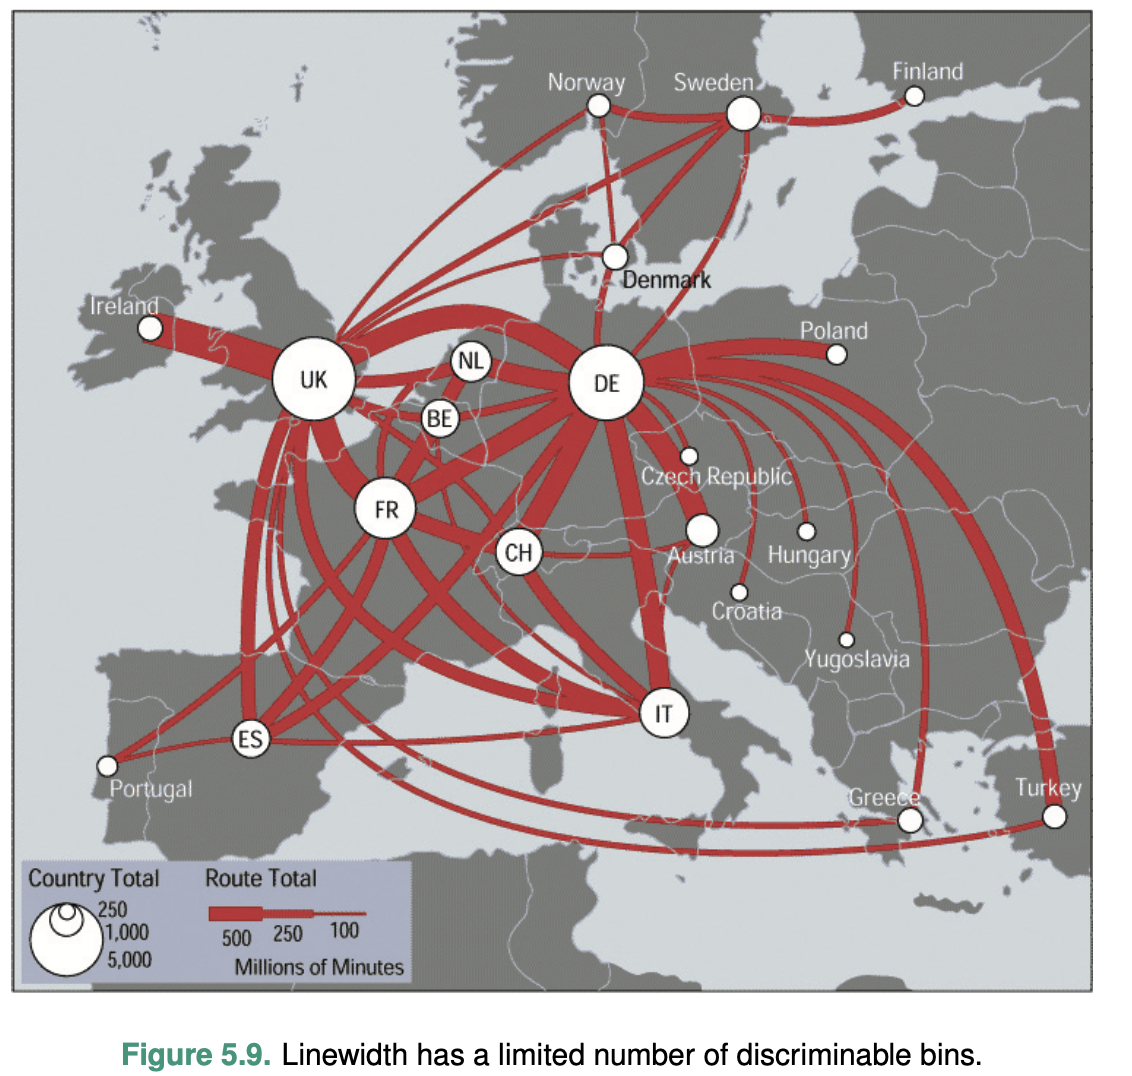 Norway
Sweden
Finland
Denmark
Ireland
Poland
NL
UK
DE
BE
Czech Republic
FR
CH
Austria
Hungary
Croatia
Yugoslavia
IT
ES
Portugal
Greece
Turkey
Country Total
250
1,000
5,000
Route Total
500 250 100
Millions of Minutes
Figure 5.9. Linewidth has a limited number of discriminable bins.